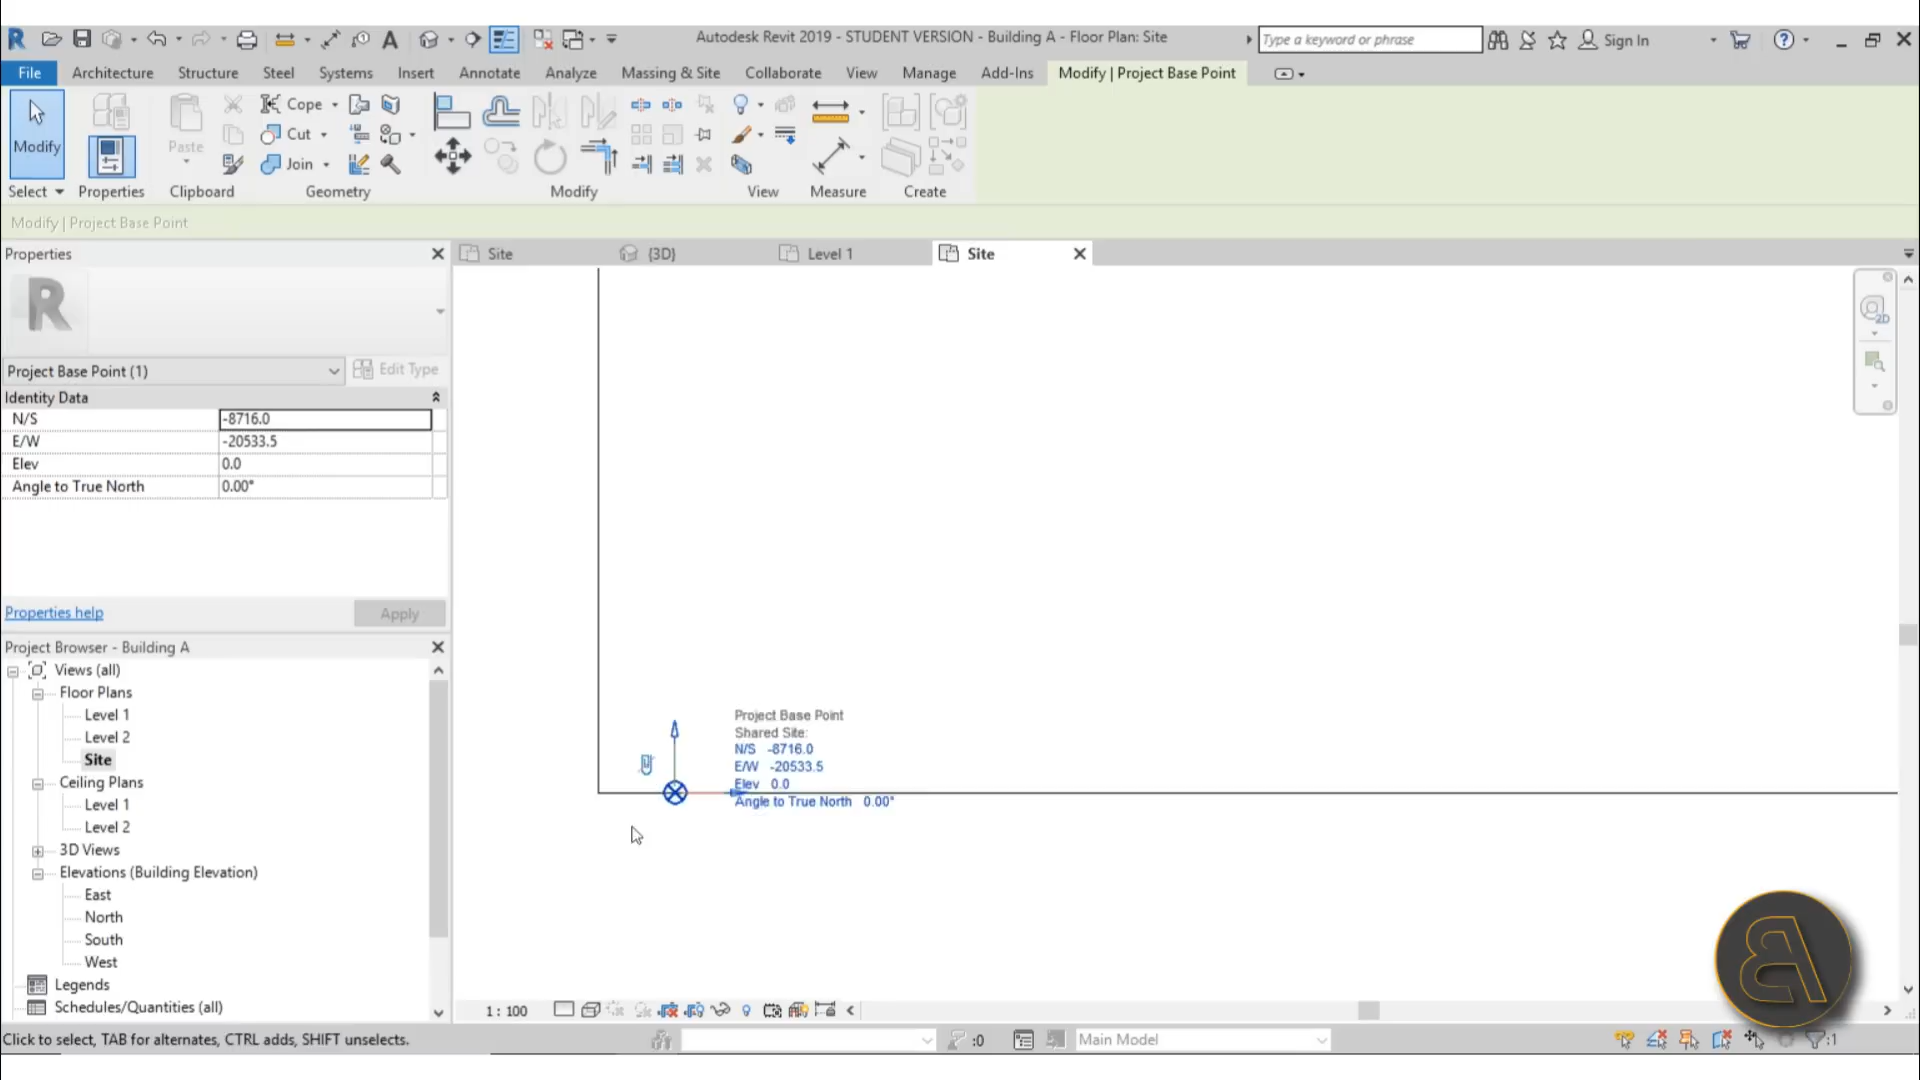 Autodesk Revit 2019 - STUDENT VERSION - Building A - Floor Plan: Site
Type a keyword or phrase
Sign In
File
Architecture
Structure
Steel
Systems
Insert
Annotate
Analyze
Massing & Site
Collaborate
View
Manage
Add-Ins
Modify | Project Base Point
Modify
Paste
Cope
Cut
Join
Select
Properties
Clipboard
Geometry
Modify
View
Measure
Create
Modify | Project Base Point
Properties
Site
{3D}
Level 1
Site
Project Base Point (1)
Edit Type
Identity Data
N/S -8716.0
E/W -20533.5
Elev 0.0
Angle to True North 0.00°
Properties help
Apply
Project Browser - Building A
Views (all)
Floor Plans
Level 1
Level 2
Site
Ceiling Plans
Level 1
Level 2
3D Views
Elevations (Building Elevation)
East
North
South
West
Legends
Schedules/Quantities (all)
Project Base Point
Shared Site:
N/S -8716.0
E/W -20533.5
Elev 0.0
Angle to True North 0.00°
2D
1 : 100
Click to select, TAB for alternates, CTRL adds, SHIFT unselects.
:0
Main Model
:1